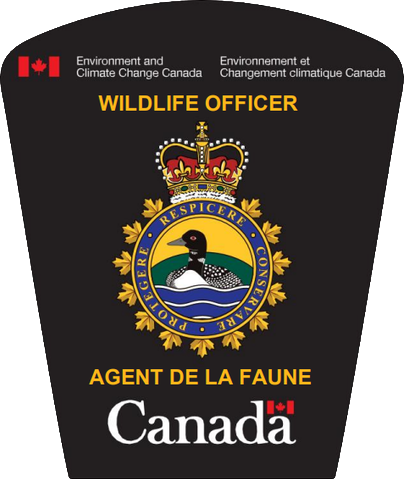 Environment and
Climate Change Canada
Environnement et
Changement climatique Canada
WILDLIFE OFFICER
PROTEGERE • RESPICERE • CONSERVARE
AGENT DE LA FAUNE
Canada